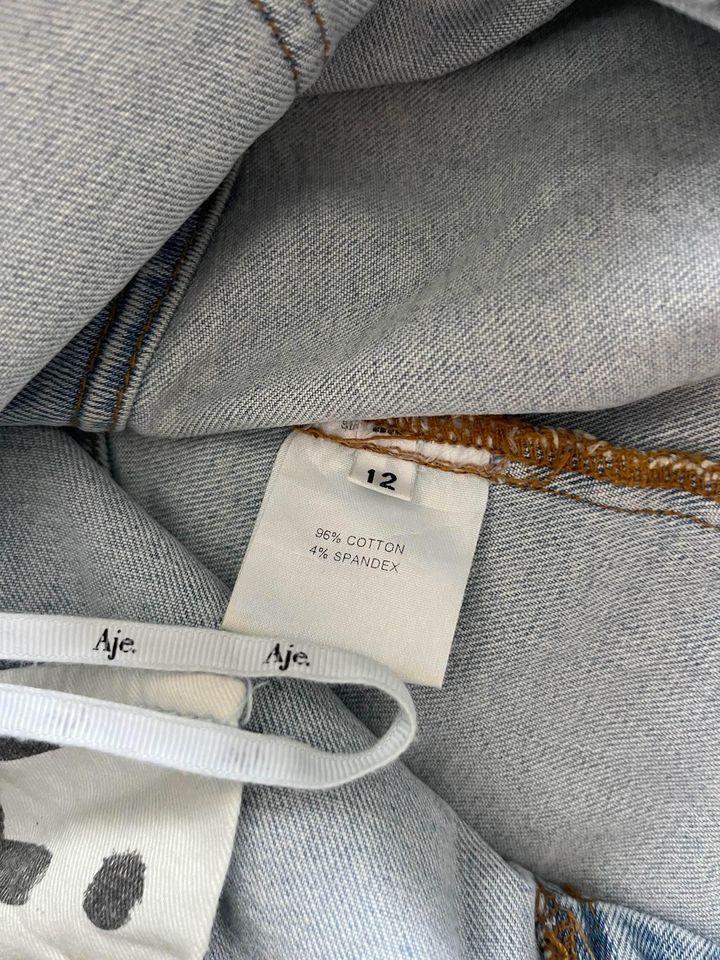 12
96% COTTON
4% SPANDEX
Aje. Aje.